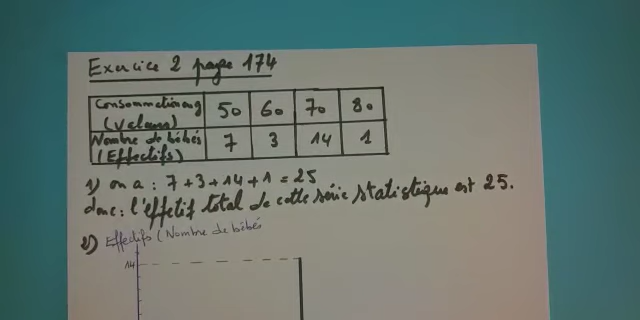 Exercice 2 page 174
Consommation en g
(Valeurs)
50 60 70 80
Nombre de bébés
(Effectifs)
7 3 14 1
1) on a : 7+3+14+1 = 25
donc : l'effetif total de cette série statistique est 25.
2) Effectifs (Nombre de bébés
14